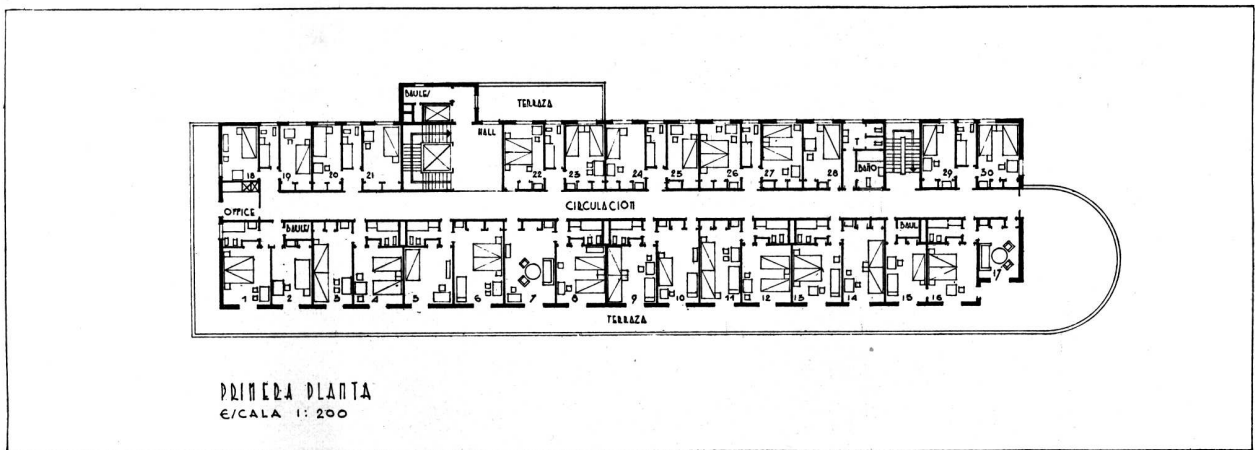 BAULES
TERRAZA
HALL
18 19 20 21 22 23 24 25 26 27 28 BAÑO 29 30
CIRCULACION
OFFICE
BAULES
BAUL
1 2 3 4 5 6 7 8 9 10 11 12 13 14 15 16 17
TERRAZA
PRIMERA PLANTA
ESCALA 1:200